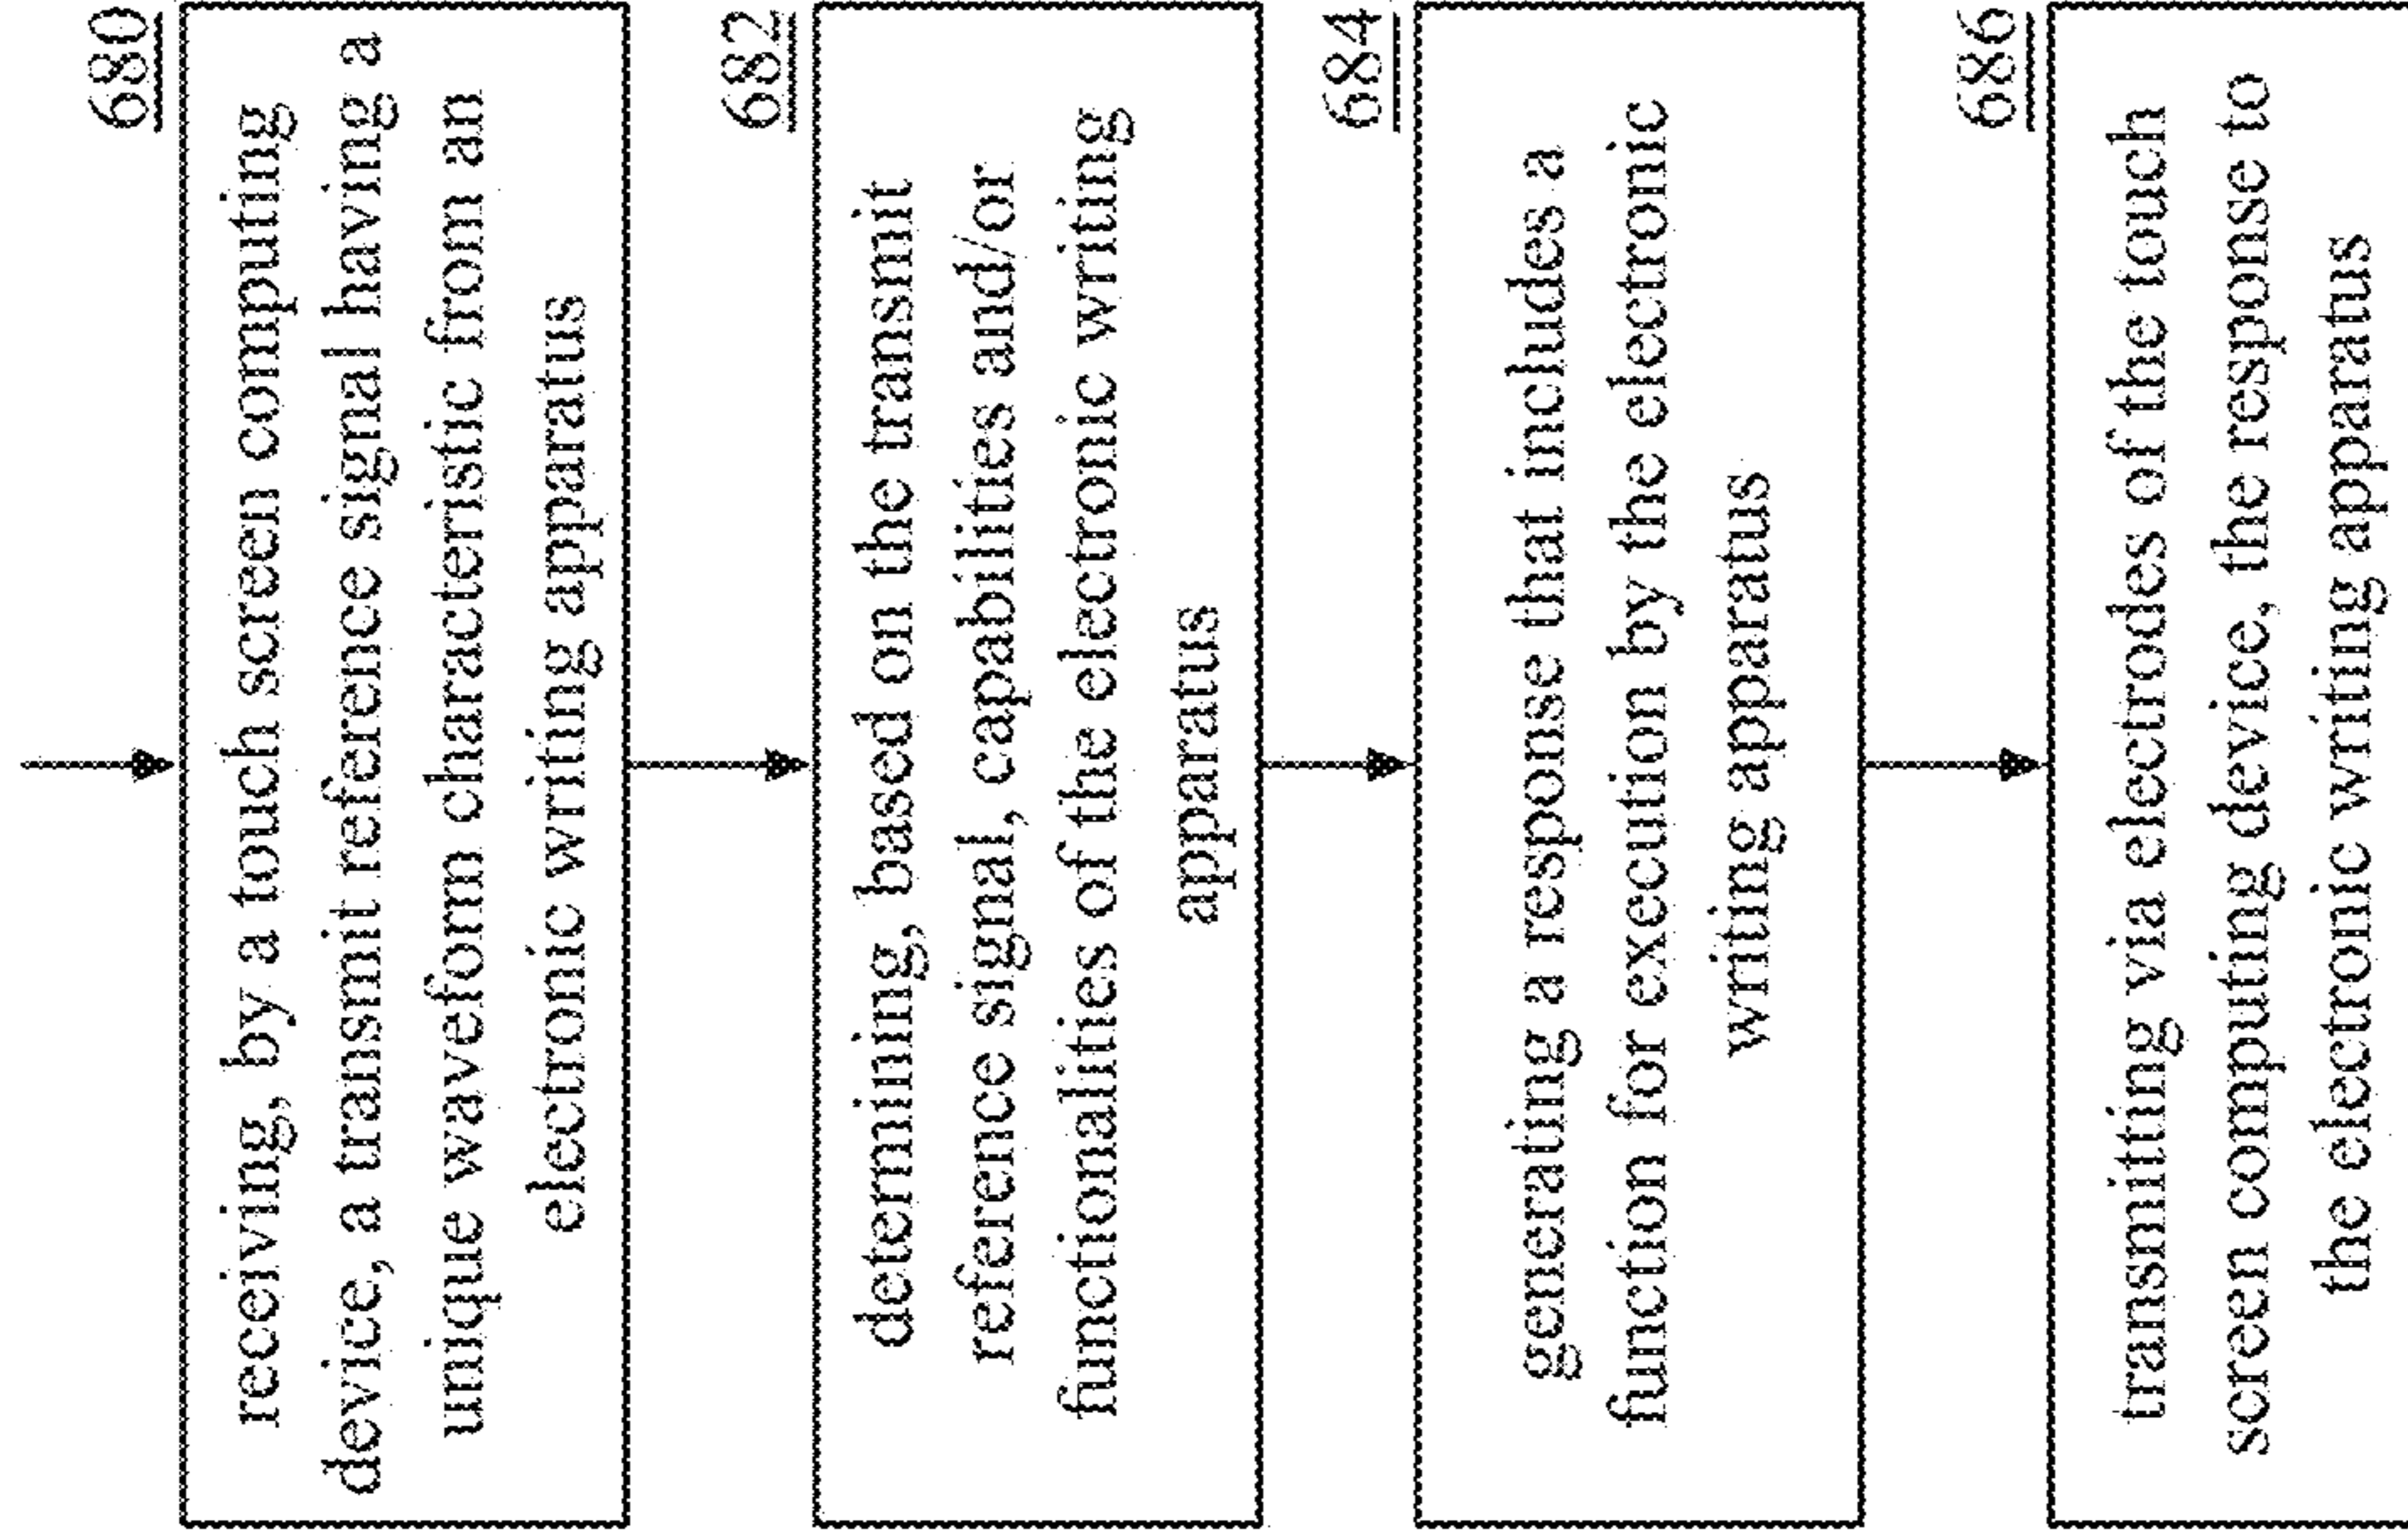 680
receiving, by a touch screen computing
device, a transmit reference signal having a
unique waveform characteristic from an
electronic writing apparatus
682
determining, based on the transmit
reference signal, capabilities and/or
functionalities of the electronic writing
apparatus
684
generating a response that includes a
function for execution by the electronic
writing apparatus
686
transmitting via electrodes of the touch
screen computing device, the response to
the electronic writing apparatus